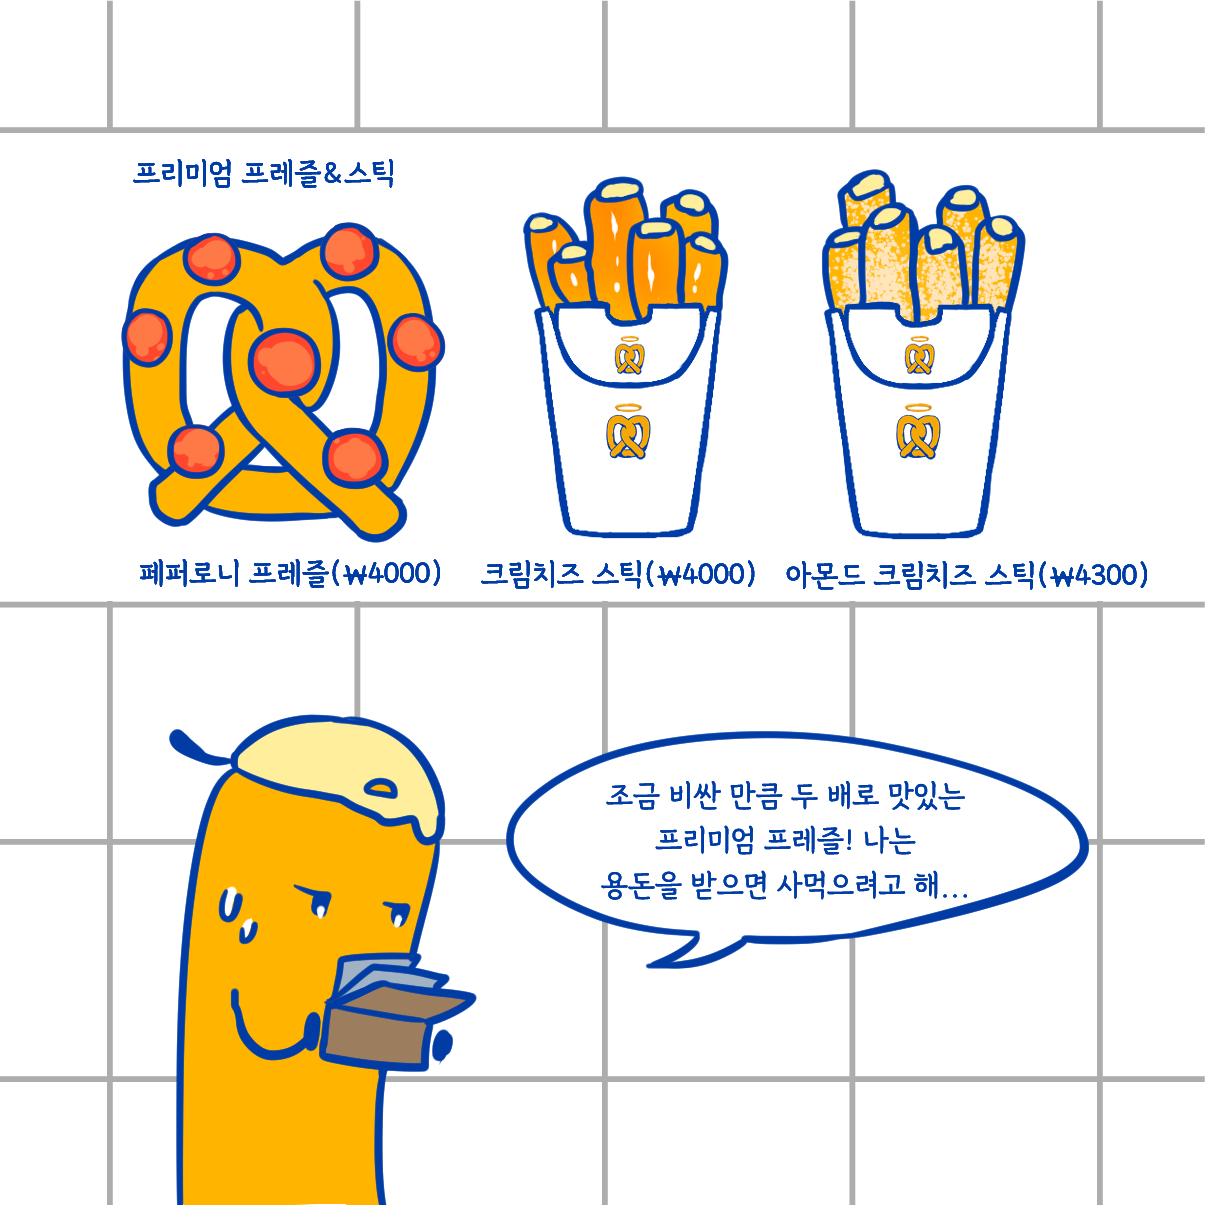 프리미엄 프레즐&스틱
페퍼로니 프레즐(₩4000)
크림치즈 스틱(₩4000)
아몬드 크림치즈 스틱(₩4300)
조금 비싼 만큼 두 배로 맛있는
프리미엄 프레즐! 나는
용돈을 받으면 사먹으려고 해...